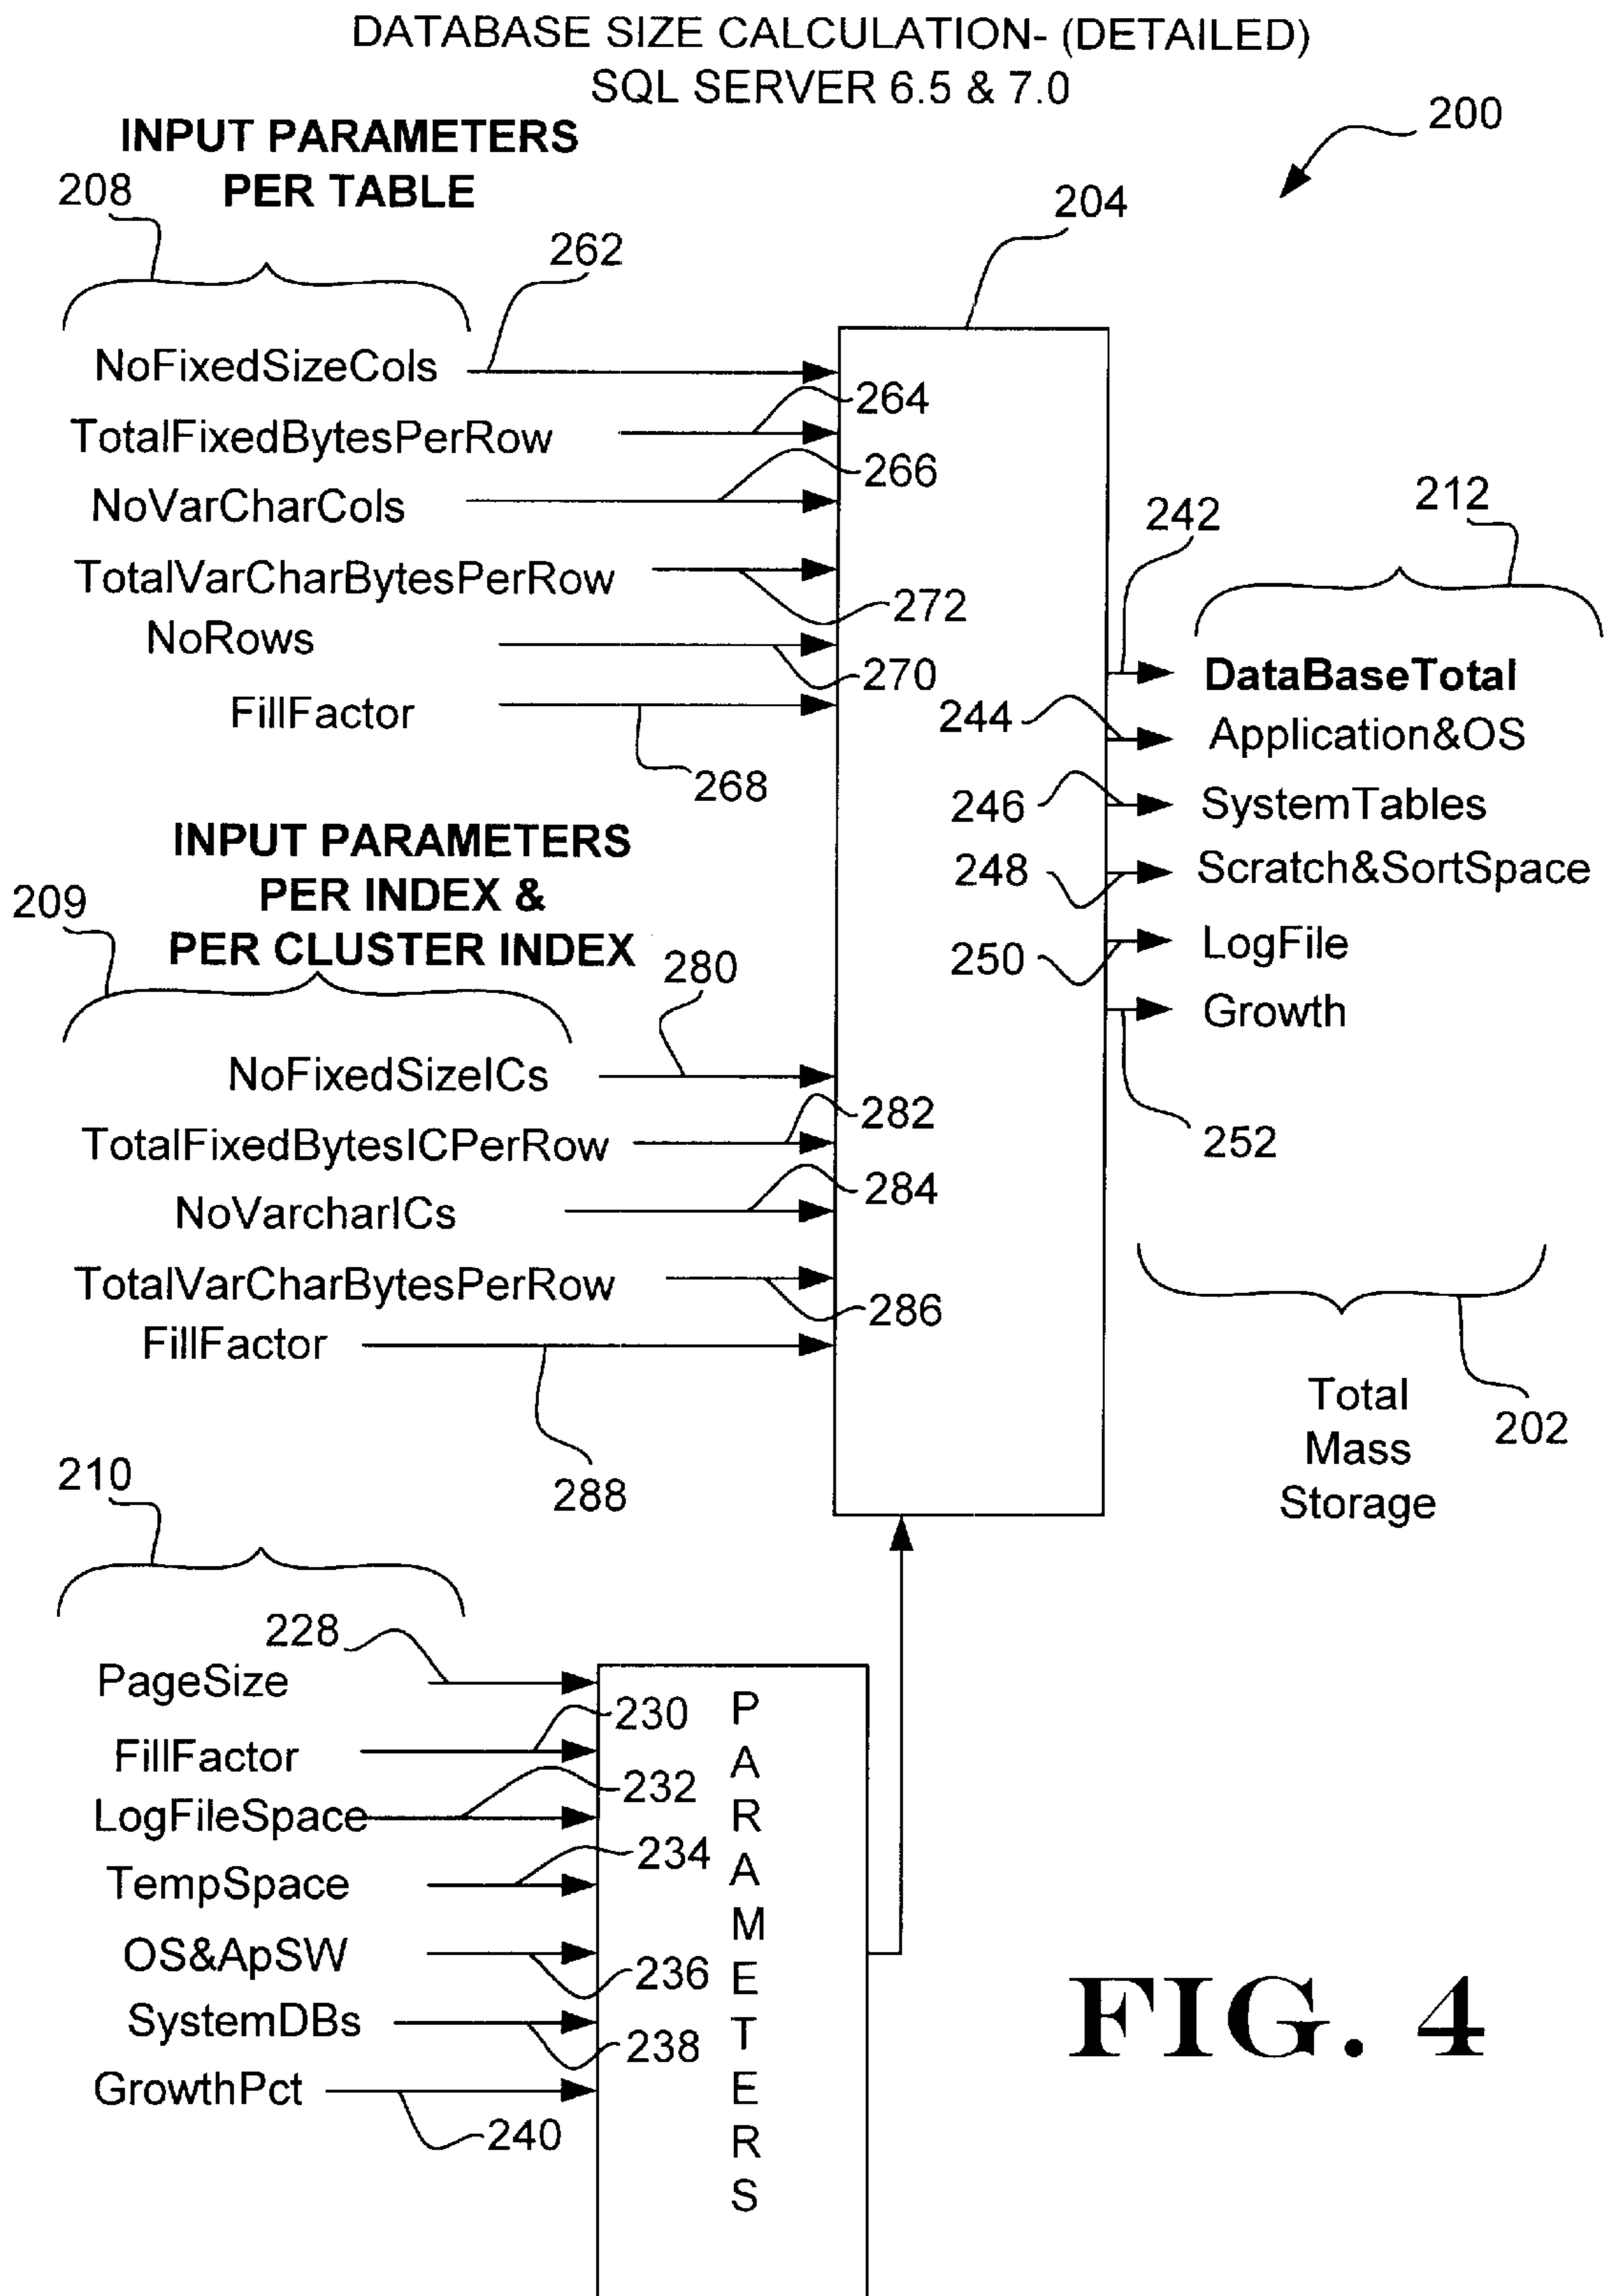 DATABASE SIZE CALCULATION- (DETAILED)
SQL SERVER 6.5 & 7.0
200
INPUT PARAMETERS
PER TABLE
208
204
262
NoFixedSizeCols
264
TotalFixedBytesPerRow
266
NoVarCharCols
242
212
TotalVarCharBytesPerRow
272
NoRows
270
DataBaseTotal
FillFactor
244
Application&OS
268
246
SystemTables
INPUT PARAMETERS
PER INDEX &
PER CLUSTER INDEX
209
248
Scratch&SortSpace
280
250
LogFile
Growth
NoFixedSizeICs
282
TotalFixedBytesICPerRow
252
284
NoVarcharICs
TotalVarCharBytesPerRow
286
FillFactor
Total
Mass
Storage
202
288
210
228
PageSize
230
FillFactor
232
LogFileSpace
234
TempSpace
OS&ApSW
236
SystemDBs
238
GrowthPct
240
P
A
R
A
M
E
T
E
R
S
FIG. 4